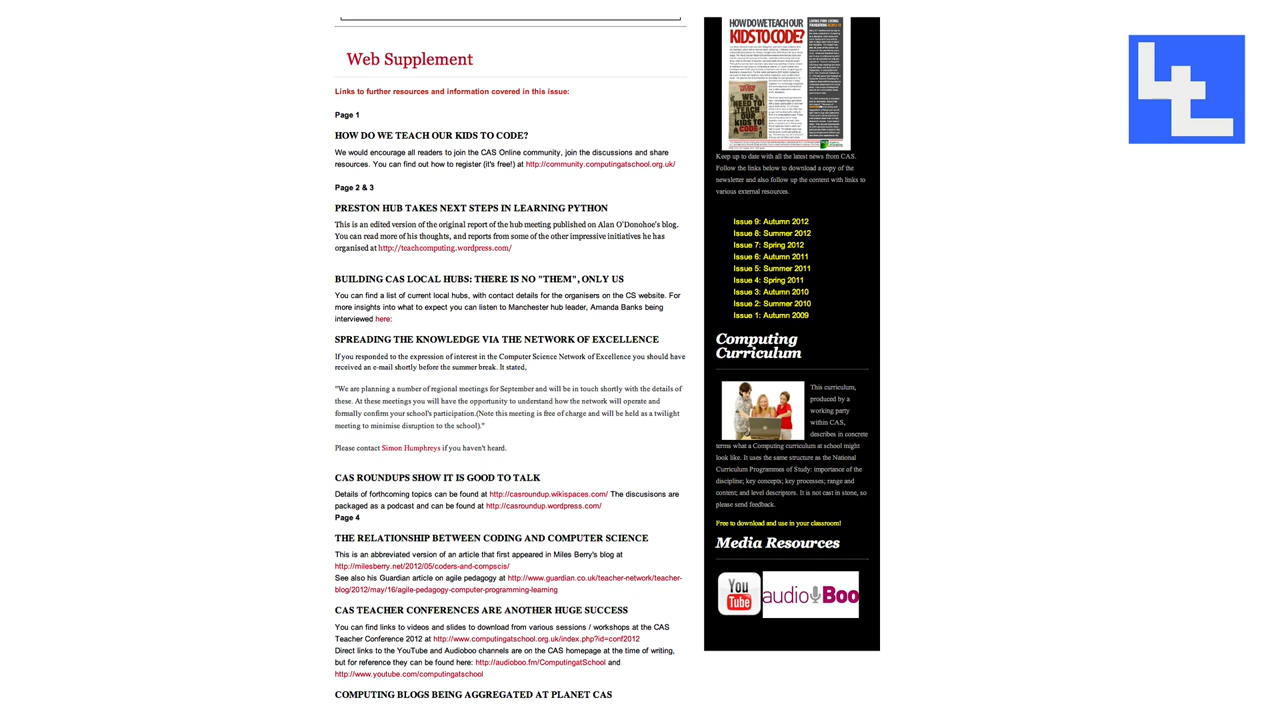 Web Supplement
Links to further resources and information covered in this issue:
Page 1
HOW DO WE TEACH OUR KIDS TO CODE?
We would encourage all readers to join the CAS Online community, join the discussions and share
resources. You can find out how to register (it's free!) at http://community.computingatschool.org.uk/
Page 2 & 3
PRESTON HUB TAKES NEXT STEPS IN LEARNING PYTHON
This is an edited version of the original report of the hub meeting published on Alan O'Donohoe's blog.
You can read more of his thoughts, and reports from some of the other impressive initiatives he has
organised at http://teachcomputing.wordpress.com/
BUILDING CAS LOCAL HUBS: THERE IS NO "THEM", ONLY US
You can find a list of current local hubs, with contact details for the organisers on the CS website. For
more insights into what to expect you can listen to Manchester hub leader, Amanda Banks being
interviewed here:
SPREADING THE KNOWLEDGE VIA THE NETWORK OF EXCELLENCE
If you responded to the expression of interest in the Computer Science Network of Excellence you should have
received an e-mail shortly before the summer break. It stated,
"We are planning a number of regional meetings for September and will be in touch shortly with the details of
these. At these meetings you will have the opportunity to understand how the network will operate and
formally confirm your school's participation.(Note this meeting is free of charge and will be held as a twilight
meeting to minimise disruption to the school)."
Please contact Simon Humphreys if you haven't heard.
CAS ROUNDUPS SHOW IT IS GOOD TO TALK
Details of forthcoming topics can be found at http://casroundup.wikispaces.com/ The discusisons are
packaged as a podcast and can be found at http://casroundup.wordpress.com/
Page 4
THE RELATIONSHIP BETWEEN CODING AND COMPUTER SCIENCE
This is an abbreviated version of an article that first appeared in Miles Berry's blog at
http://milesberry.net/2012/05/coders-and-compscis/
See also his Guardian article on agile pedagogy at http://www.guardian.co.uk/teacher-network/teacher-
blog/2012/may/16/agile-pedagogy-computer-programming-learning
CAS TEACHER CONFERENCES ARE ANOTHER HUGE SUCCESS
You can find links to videos and slides to download from various sessions / workshops at the CAS
Teacher Conference 2012 at http://www.computingatschool.org.uk/index.php?id=conf2012
Direct links to the YouTube and Audioboo channels are on the CAS homepage at the time of writing,
but for reference they can be found here: http://audioboo.fm/ComputingatSchool and
http://www.youtube.com/computingatschool
COMPUTING BLOGS BEING AGGREGATED AT PLANET CAS
HOW DO WE TEACH OUR
KIDS TO CODE?
WE
NEED TO
TEACH
OUR KIDS
TO
CODE
Keep up to date with all the latest news from CAS.
Follow the links below to download a copy of the
newsletter and also follow up the content with links to
various external resources.
Issue 9: Autumn 2012
Issue 8: Summer 2012
Issue 7: Spring 2012
Issue 6: Autumn 2011
Issue 5: Summer 2011
Issue 4: Spring 2011
Issue 3: Autumn 2010
Issue 2: Summer 2010
Issue 1: Autumn 2009
Computing
Curriculum
This curriculum,
produced by a
working party
within CAS,
describes in concrete
terms what a Computing curriculum at school might
look like. It uses the same structure as the National
Curriculum Programmes of Study: importance of the
discipline; key concepts; key processes; range and
content; and level descriptors. It is not cast in stone, so
please send feedback.
Free to download and use in your classroom!
Media Resources
You
Tube
audioBoo